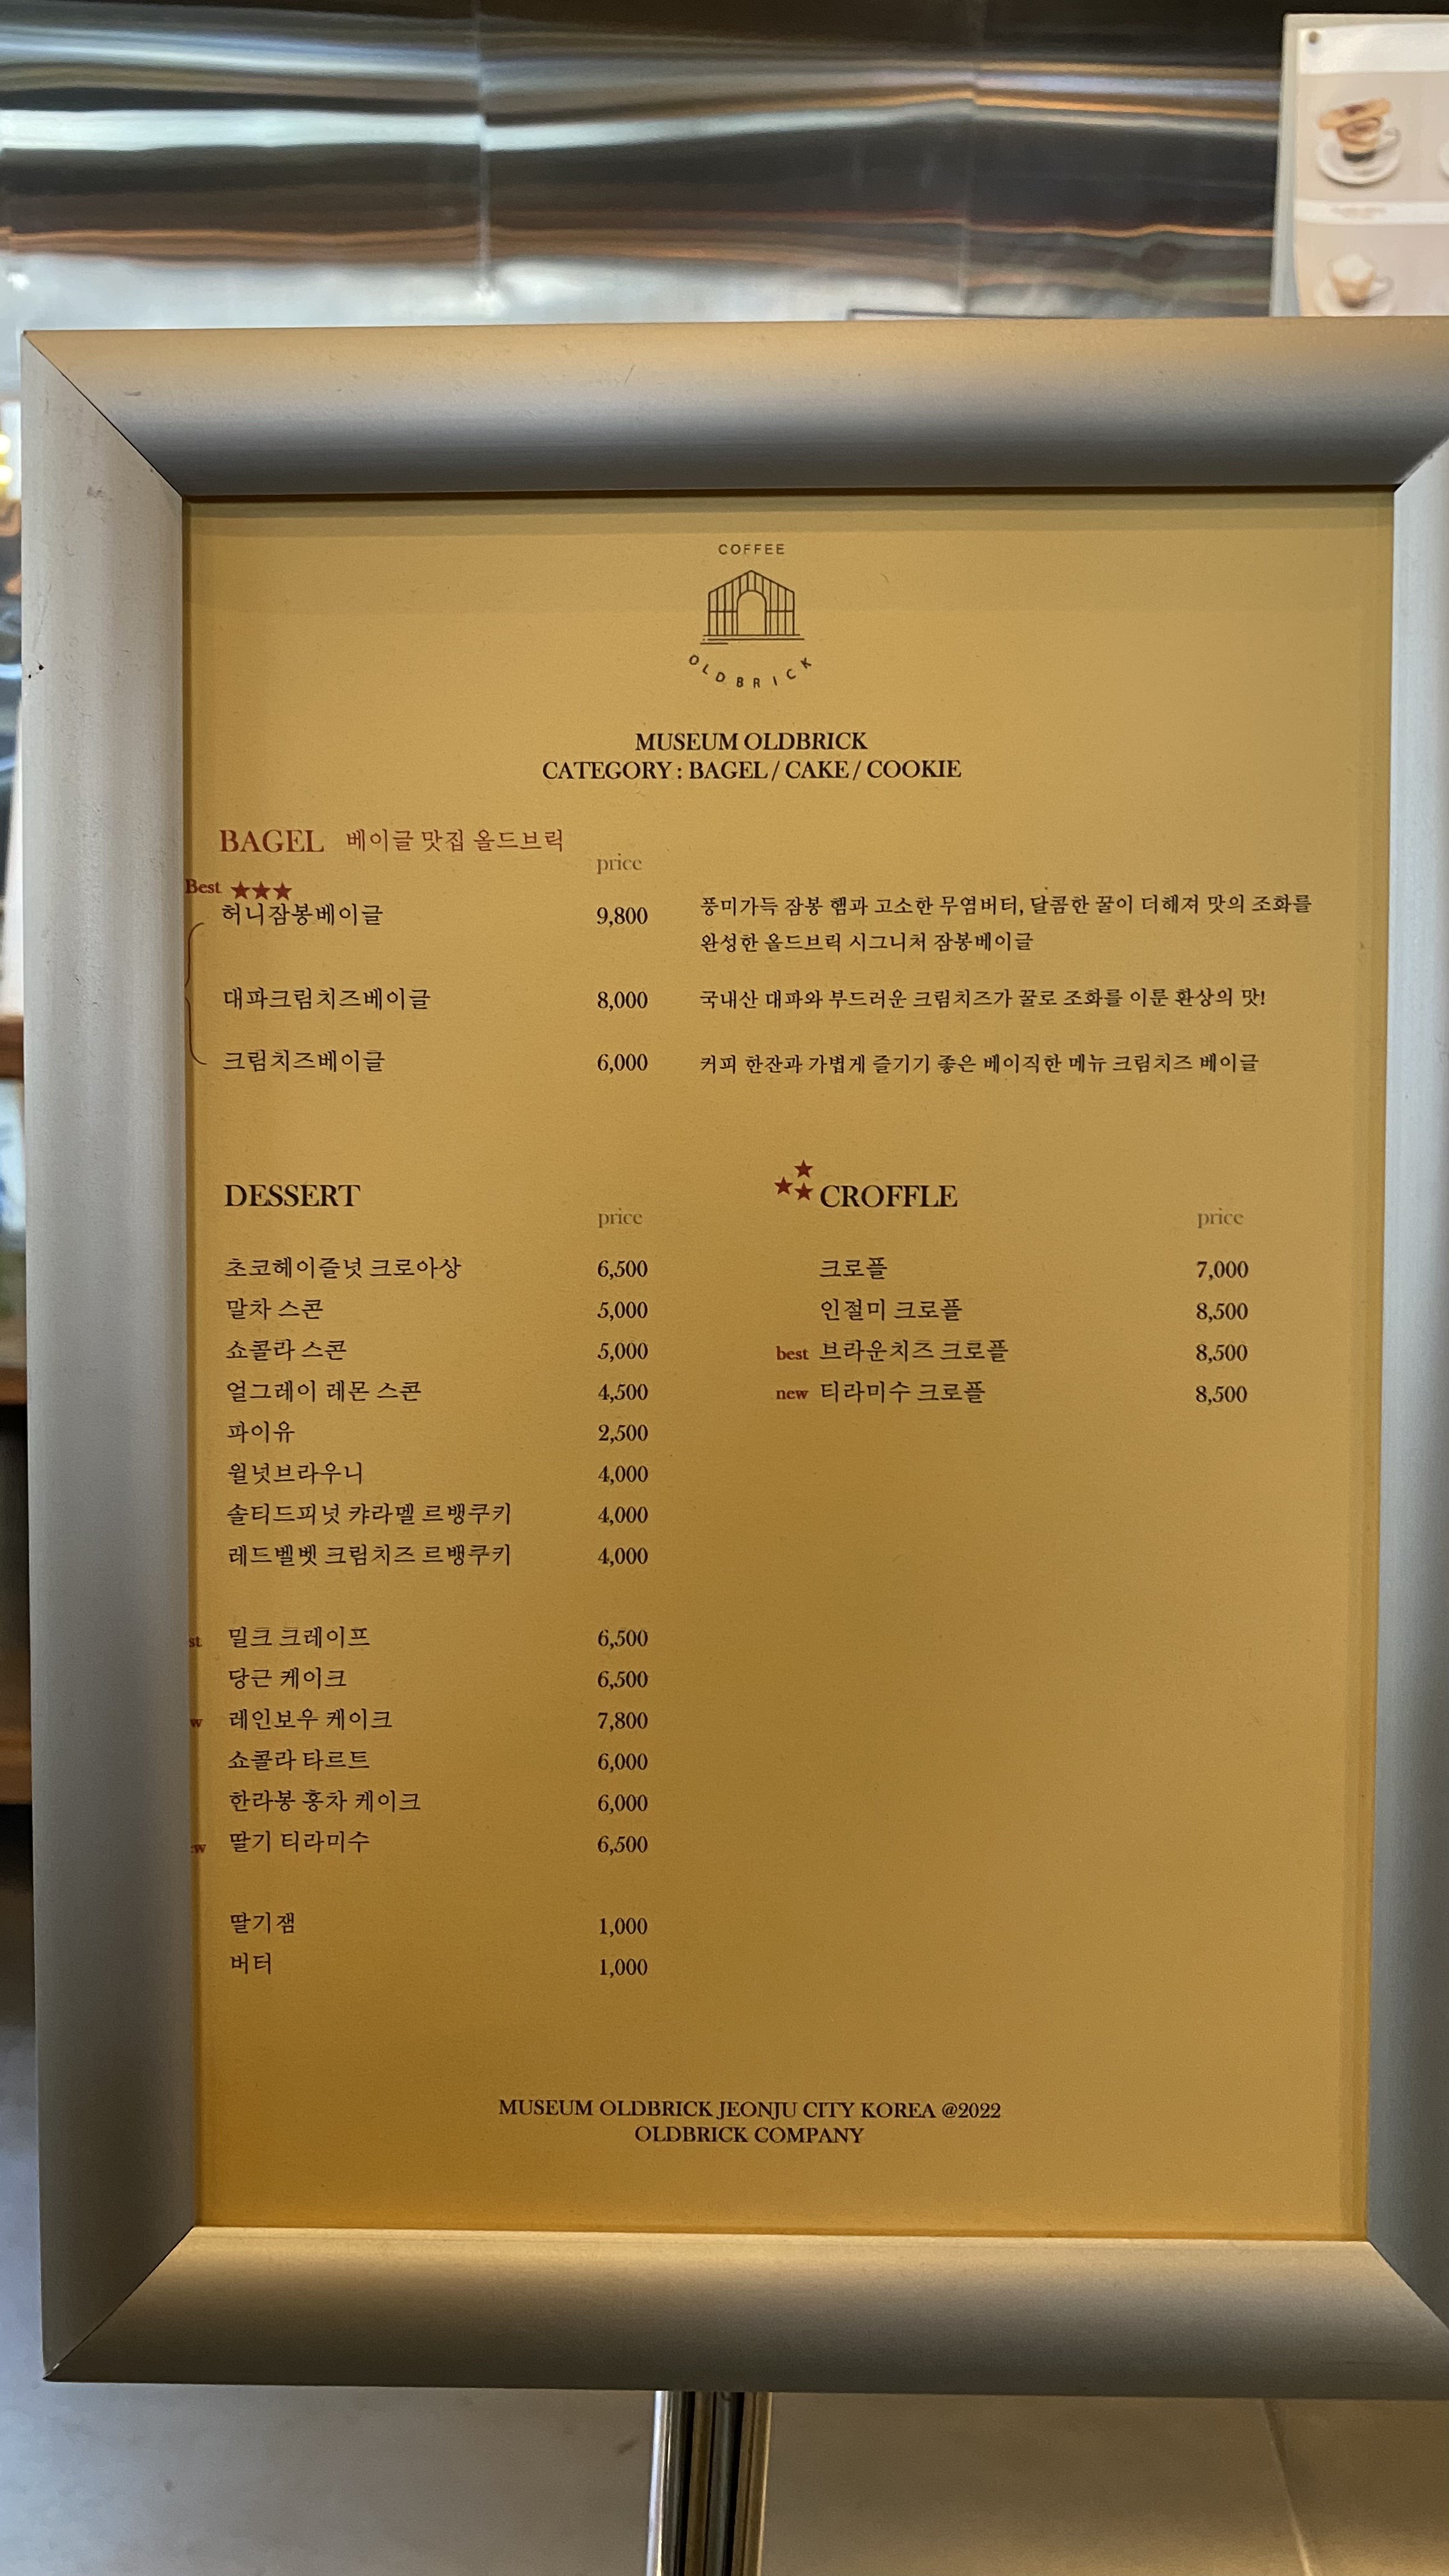 COFFEE
OLDBRICK
MUSEUM OLDBRICK
CATEGORY : BAGEL / CAKE / COOKIE
BAGEL 베이글 맛집 올드브릭
price
Best ★★★
허니잠봉베이글 9,800 풍미가득 잠봉 햄과 고소한 무염버터, 달콤한 꿀이 더해져 맛의 조화를
완성한 올드브릭 시그니처 잠봉베이글
대파크림치즈베이글 8,000 국내산 대파와 부드러운 크림치즈가 꿀로 조화를 이룬 환상의 맛!
크림치즈베이글 6,000 커피 한잔과 가볍게 즐기기 좋은 베이직한 메뉴 크림치즈 베이글
DESSERT
price
초코헤이즐넛 크로아상 6,500
말차 스콘 5,000
쇼콜라 스콘 5,000
얼그레이 레몬 스콘 4,500
파이유 2,500
월넛브라우니 4,000
솔티드피넛 캬라멜 르뱅쿠키 4,000
레드벨벳 크림치즈 르뱅쿠키 4,000
st 밀크 크레이프 6,500
당근 케이크 6,500
w 레인보우 케이크 7,800
쇼콜라 타르트 6,000
한라봉 홍차 케이크 6,000
w 딸기 티라미수 6,500
딸기잼 1,000
버터 1,000
★★★ CROFFLE
price
크로플 7,000
인절미 크로플 8,500
best 브라운치즈 크로플 8,500
new 티라미수 크로플 8,500
MUSEUM OLDBRICK JEONJU CITY KOREA @2022
OLDBRICK COMPANY